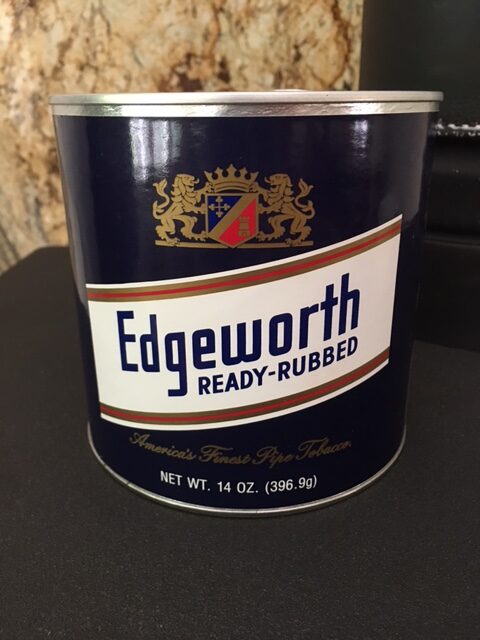 Edgeworth
READY-RUBBED
America's Finest Pipe Tobacco.
NET WT. 14 OZ. (396.9g)